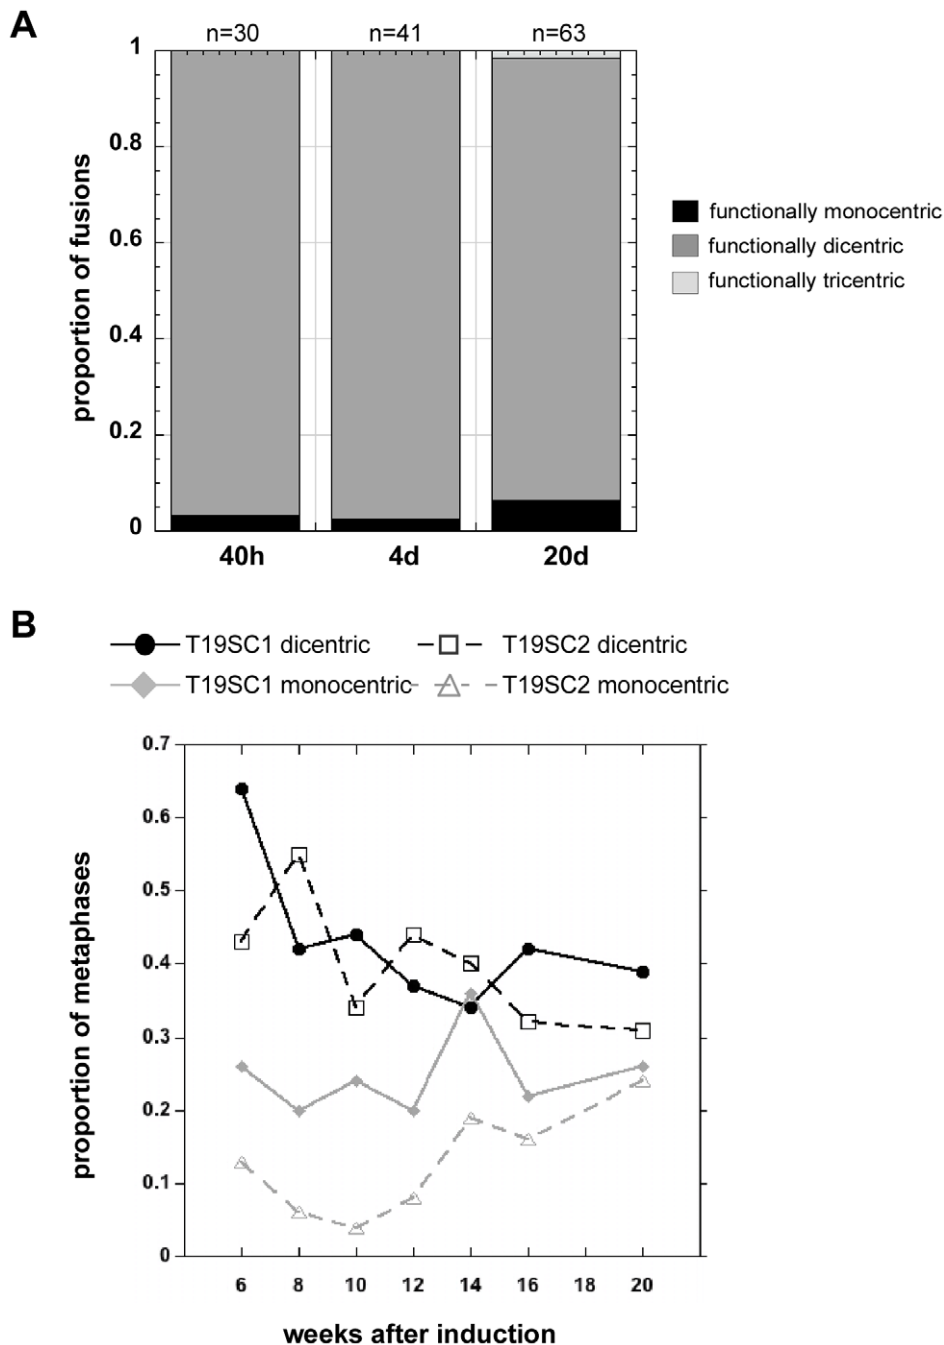 A
n=30 n=41 n=63
1
0.8
0.6
0.4
0.2
0
proportion of fusions
40h 4d 20d
functionally monocentric
functionally dicentric
functionally tricentric
B
T19SC1 dicentric T19SC2 dicentric
T19SC1 monocentric T19SC2 monocentric
0.7
0.6
0.5
0.4
0.3
0.2
0.1
0
proportion of metaphases
6 8 10 12 14 16 18 20
weeks after induction